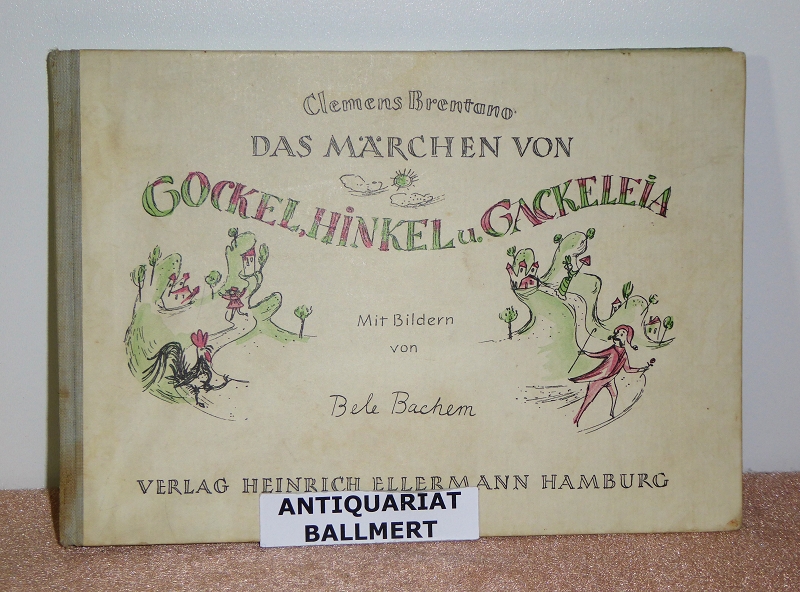 Clemens Brentano
DAS MÄRCHEN VON
GOCKEL, HINKEL u. GACKELEIA
Mit Bildern
von
Bele Bachem
VERLAG HEINRICH ELLERMANN HAMBURG
ANTIQUARIAT
BALLMERT